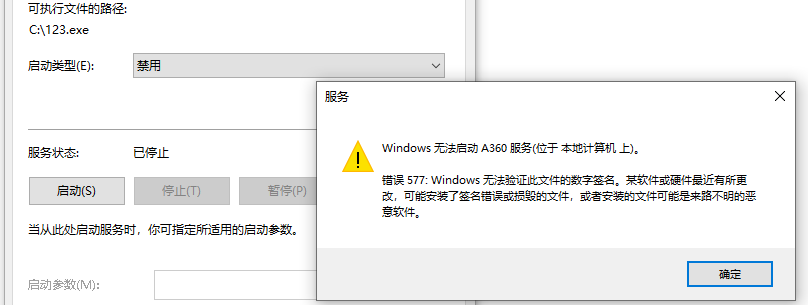 可执行文件的路径:
C:\123.exe
启动类型(E):
禁用
服务
Windows 无法启动 A360 服务(位于 本地计算机 上)。
错误 577: Windows 无法验证此文件的数字签名。某软件或硬件最近有所更
改，可能安装了签名错误或损毁的文件，或者安装的文件可能是来路不明的恶
意软件。
确定
服务状态:
已停止
启动(S)
停止(T)
暂停(P)
当从此处启动服务时，你可指定所适用的启动参数。
启动参数(M):